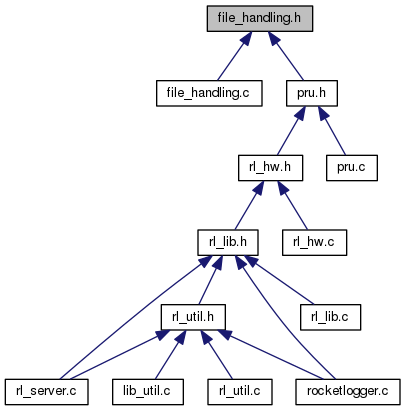 file_handling.h
file_handling.c
pru.h
rl_hw.h
pru.c
rl_lib.h
rl_hw.c
rl_util.h
rl_lib.c
rl_server.c
lib_util.c
rl_util.c
rocketlogger.c